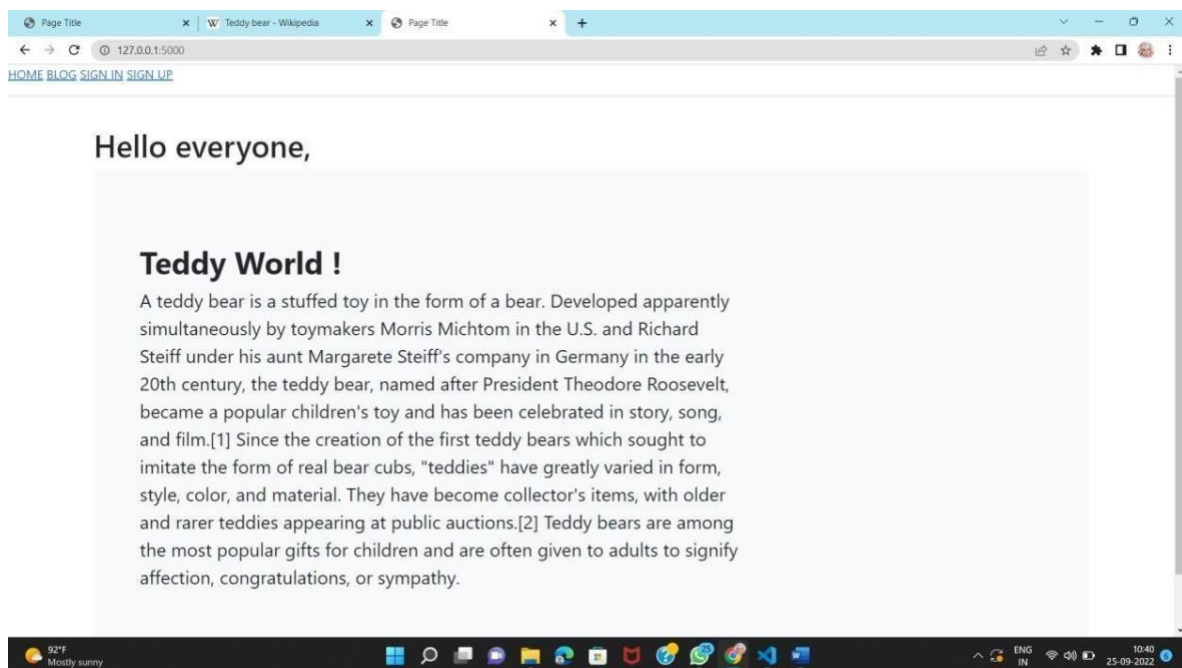 Page Title
W Teddy bear - Wikipedia
Page Title
127.0.0.1:5000
HOME BLOG SIGN IN SIGN UP
Hello everyone,
Teddy World !
A teddy bear is a stuffed toy in the form of a bear. Developed apparently
simultaneously by toymakers Morris Michtom in the U.S. and Richard
Steiff under his aunt Margarete Steiff's company in Germany in the early
20th century, the teddy bear, named after President Theodore Roosevelt,
became a popular children's toy and has been celebrated in story, song,
and film.[1] Since the creation of the first teddy bears which sought to
imitate the form of real bear cubs, "teddies" have greatly varied in form,
style, color, and material. They have become collector's items, with older
and rarer teddies appearing at public auctions.[2] Teddy bears are among
the most popular gifts for children and are often given to adults to signify
affection, congratulations, or sympathy.
92°F
Mostly sunny
25
ENG
IN
10:40
25-09-2022
6